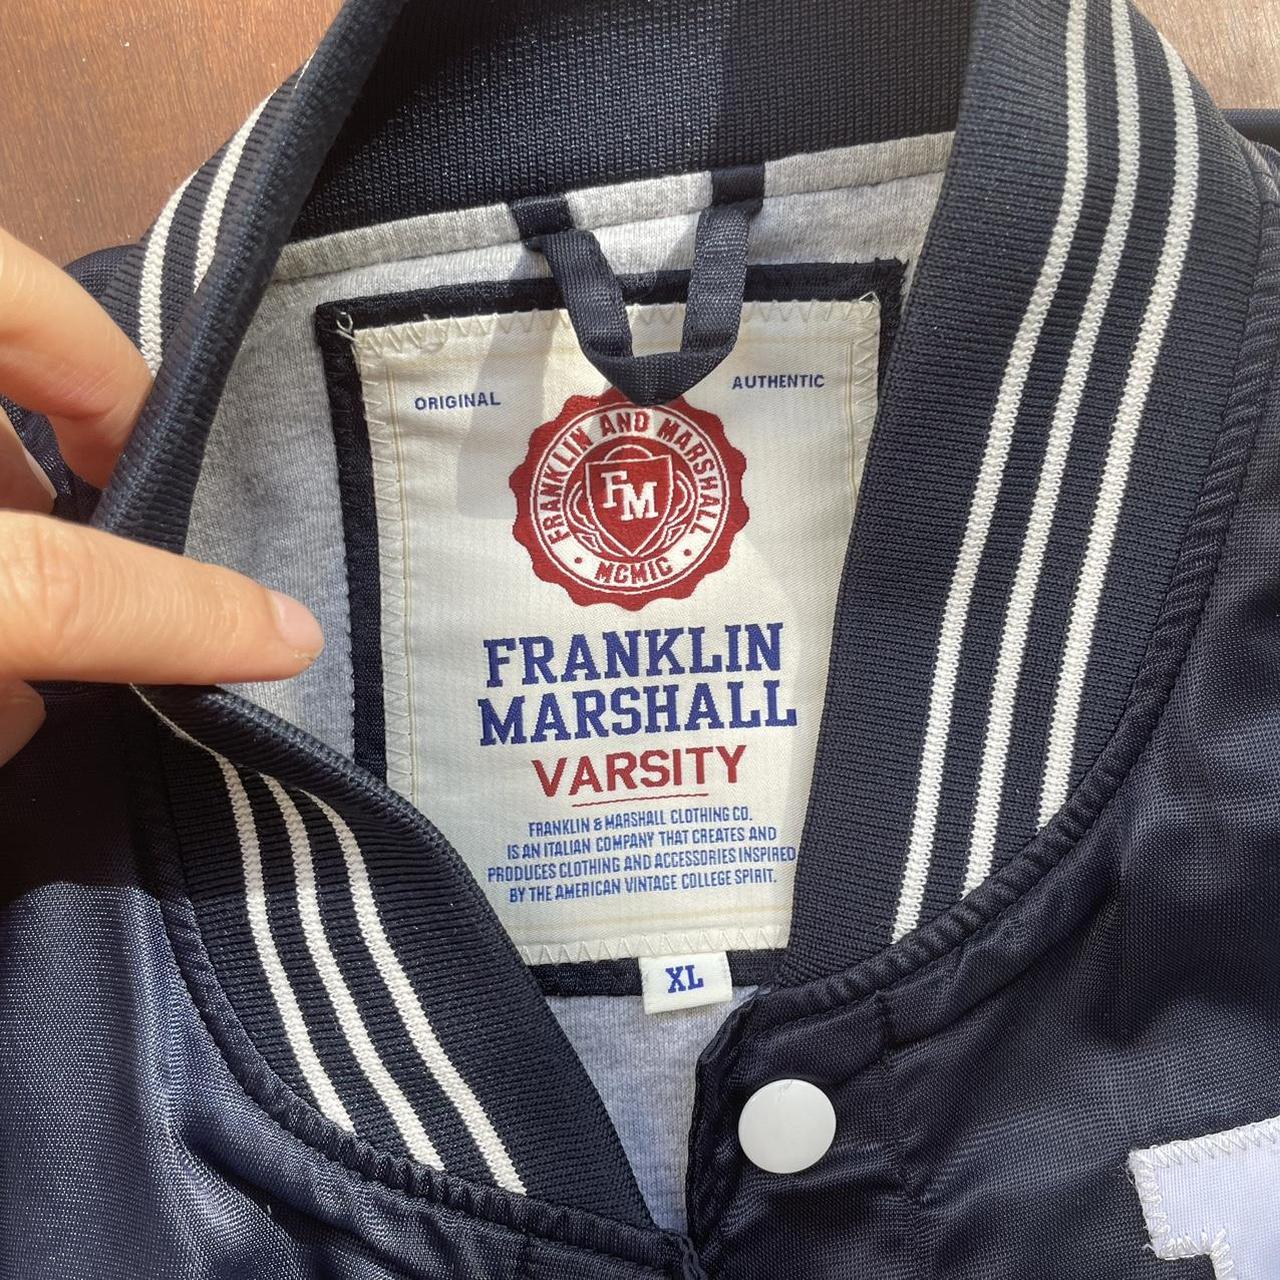 ORIGINAL
AUTHENTIC
FRANKLIN AND MARSHALL
FM
• MCMIC •
FRANKLIN
MARSHALL
VARSITY
FRANKLIN & MARSHALL CLOTHING CO.
IS AN ITALIAN COMPANY THAT CREATES AND
PRODUCES CLOTHING AND ACCESSORIES INSPIRED
BY THE AMERICAN VINTAGE COLLEGE SPIRIT.
XL